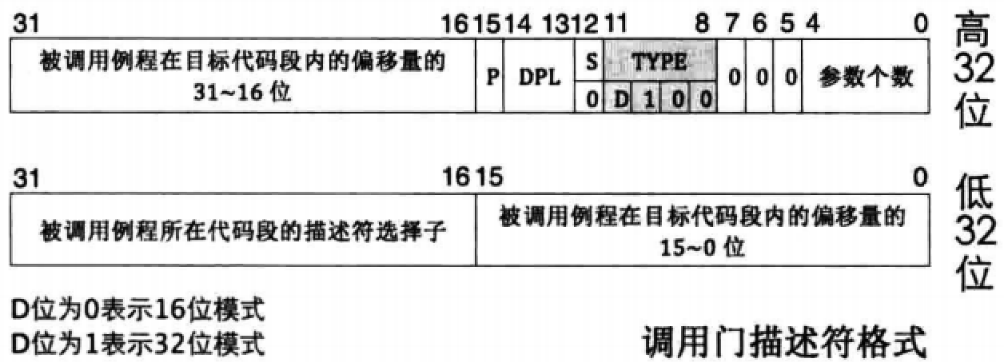 31 16 15 14 13 12 11 8 7 6 5 4 0
被调用例程在目标代码段内的偏移量的
31~16 位
P DPL S TYPE 0 0 0 参数个数
0 D 1 0 0
高
32
位
31 16 15 0
被调用例程所在代码段的描述符选择子
被调用例程在目标代码段内的偏移量的
15~0 位
低
32
位
D位为0表示16位模式
D位为1表示32位模式
调用门描述符格式